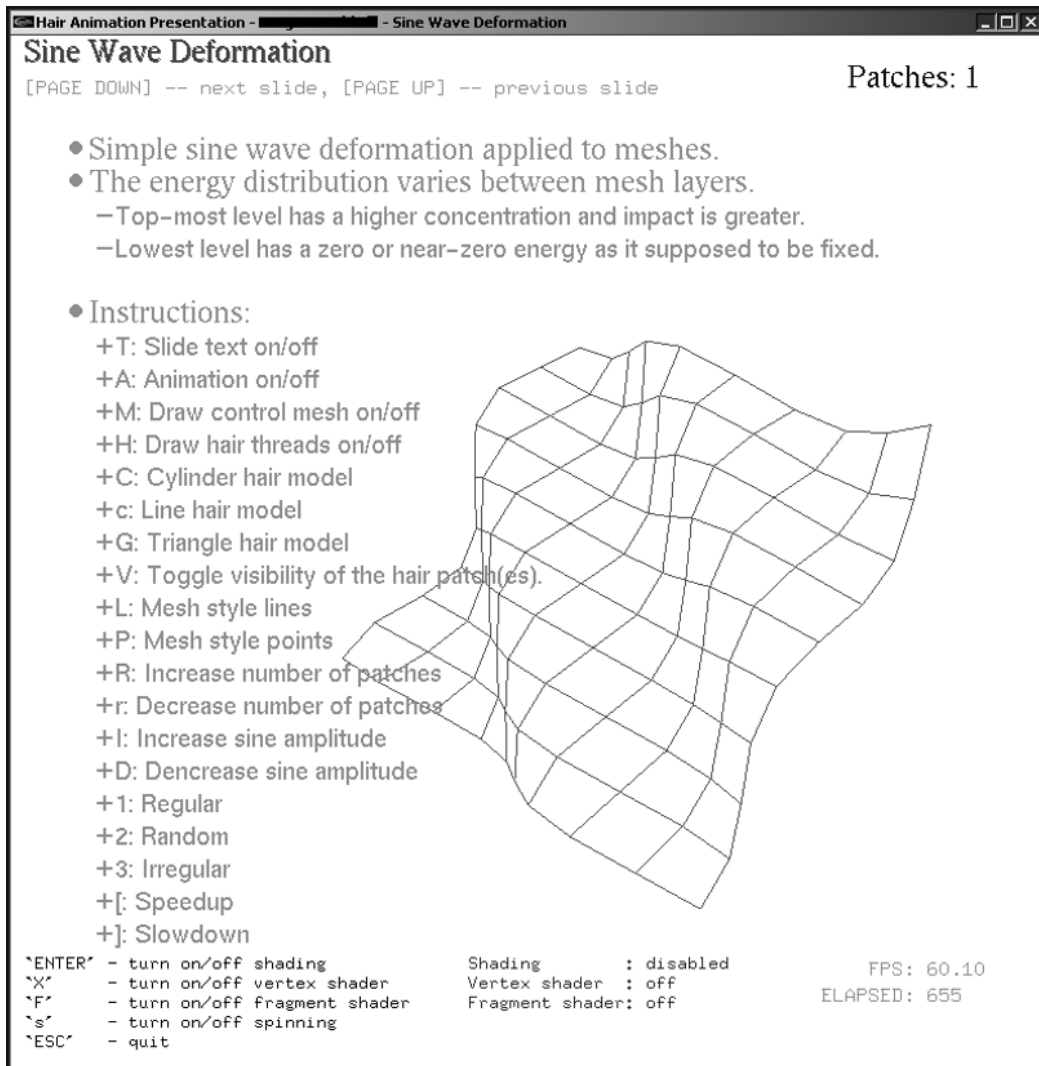 Hair Animation Presentation - - Sine Wave Deformation
Sine Wave Deformation
Patches: 1
[PAGE DOWN] -- next slide, [PAGE UP] -- previous slide
• Simple sine wave deformation applied to meshes.
• The energy distribution varies between mesh layers.
—Top-most level has a higher concentration and impact is greater.
—Lowest level has a zero or near-zero energy as it supposed to be fixed.
• Instructions:
+T: Slide text on/off
+A: Animation on/off
+M: Draw control mesh on/off
+H: Draw hair threads on/off
+C: Cylinder hair model
+c: Line hair model
+G: Triangle hair model
+V: Toggle visibility of the hair patch(es).
+L: Mesh style lines
+P: Mesh style points
+R: Increase number of patches
+r: Decrease number of patches
+I: Increase sine amplitude
+D: Dencrease sine amplitude
+1: Regular
+2: Random
+3: Irregular
+[: Speedup
+]: Slowdown
`ENTER´ - turn on/off shading Shading : disabled
`X´ - turn on/off vertex shader Vertex shader : off
`F´ - turn on/off fragment shader Fragment shader: off
`s´ - turn on/off spinning
`ESC´ - quit
FPS: 60.10
ELAPSED: 655